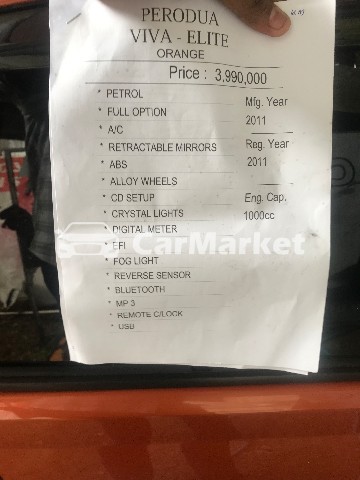 PERODUA
VIVA - ELITE
ORANGE
Price : 3,990,000
* PETROL
* FULL OPTION
* A/C
* RETRACTABLE MIRRORS
* ABS
* ALLOY WHEELS
* CD SETUP
* CRYSTAL LIGHTS
* DIGITAL METER
* EFI
* FOG LIGHT
* REVERSE SENSOR
* BLUETOOTH
* MP 3
* REMOTE C/LOCK
* USB
Mfg. Year
2011
Reg. Year
2011
Eng. Cap.
1000cc
CarMarket